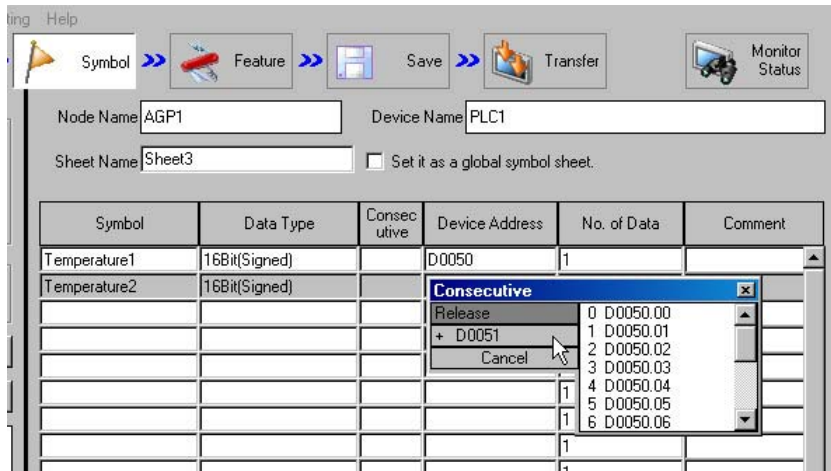 ting Help
Symbol Feature Save Transfer Monitor Status
Node Name AGP1 Device Name PLC1
Sheet Name Sheet3 Set it as a global symbol sheet.
Symbol Data Type Consec utive Device Address No. of Data Comment
Temperature1 16Bit(Signed) D0050 1
Temperature2 16Bit(Signed)
Consecutive
Release
+ D0051
Cancel
0 D0050.00
1 D0050.01
2 D0050.02
3 D0050.03
4 D0050.04
5 D0050.05
6 D0050.06
1
1
1
1